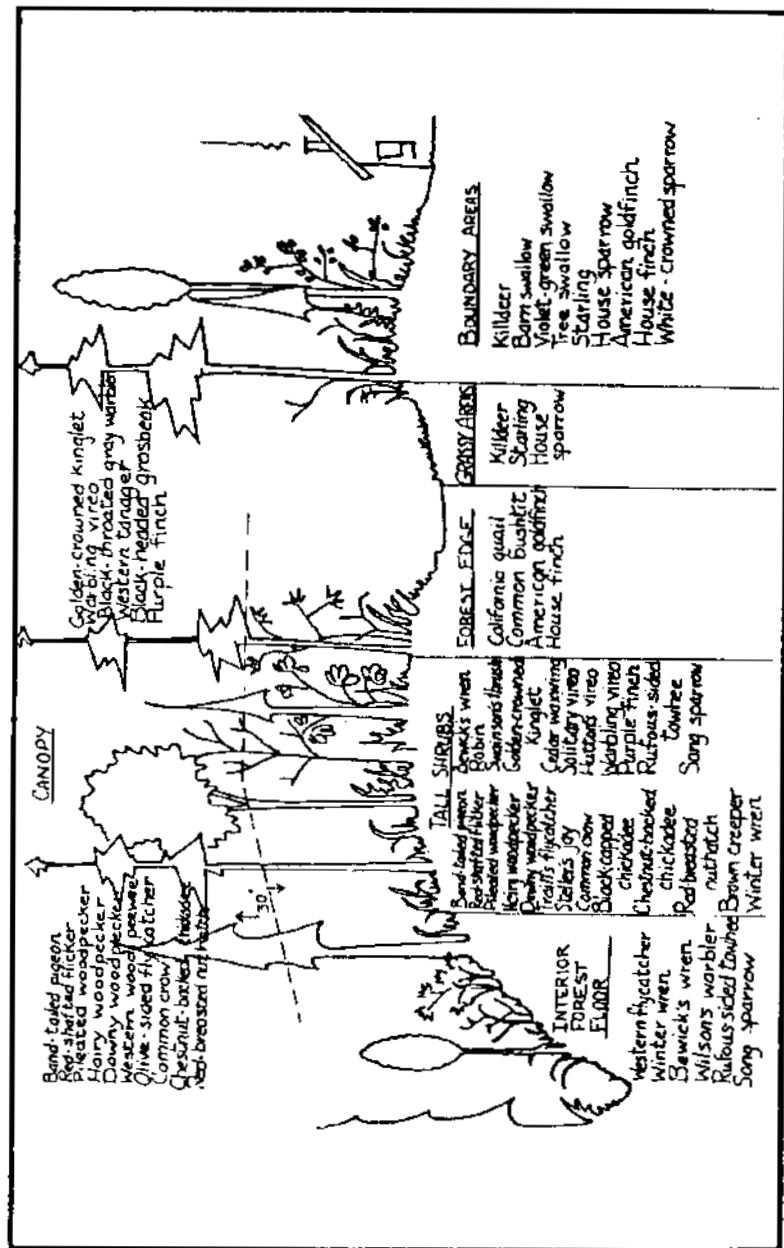 CANOPY
Band-tailed pigeon
Red-shafted flicker
Pileated woodpecker
Hairy woodpecker
Downy woodpecker
Western wood peewee
Olive-sided flycatcher
Common crow
Chestnut-backed chickadee
Red-breasted nuthatch
Golden-crowned kinglet
Warbling vireo
Black-throated gray warbler
Western tanager
Black-headed grosbeak
Purple finch
30°
INTERIOR
FOREST
FLOOR
Western flycatcher
Winter wren
Bewick's wren
Wilson's warbler
Rufous-sided towhee
Song sparrow
TALL SHRUBS
Band-tailed pigeon
Red-shafted flicker
Pileated woodpecker
Hairy woodpecker
Downy woodpecker
Traill's flycatcher
Steller's jay
Common crow
Black-capped
chickadee
Chestnut-backed
chickadee
Red-breasted
nuthatch
Brown creeper
Winter wren
Bewick's wren
Robin
Swainson's thrush
Golden-crowned
kinglet
Cedar waxwing
Solitary vireo
Hutton's vireo
Warbling vireo
Purple finch
Rufous-sided
towhee
Song sparrow
FOREST EDGE
California quail
Common bushtit
American goldfinch
House finch
GRASSY AREAS
Killdeer
Starling
House
sparrow
BOUNDARY AREAS
Killdeer
Barn swallow
Violet-green swallow
Tree swallow
Starling
House sparrow
American goldfinch
House finch
White-crowned sparrow